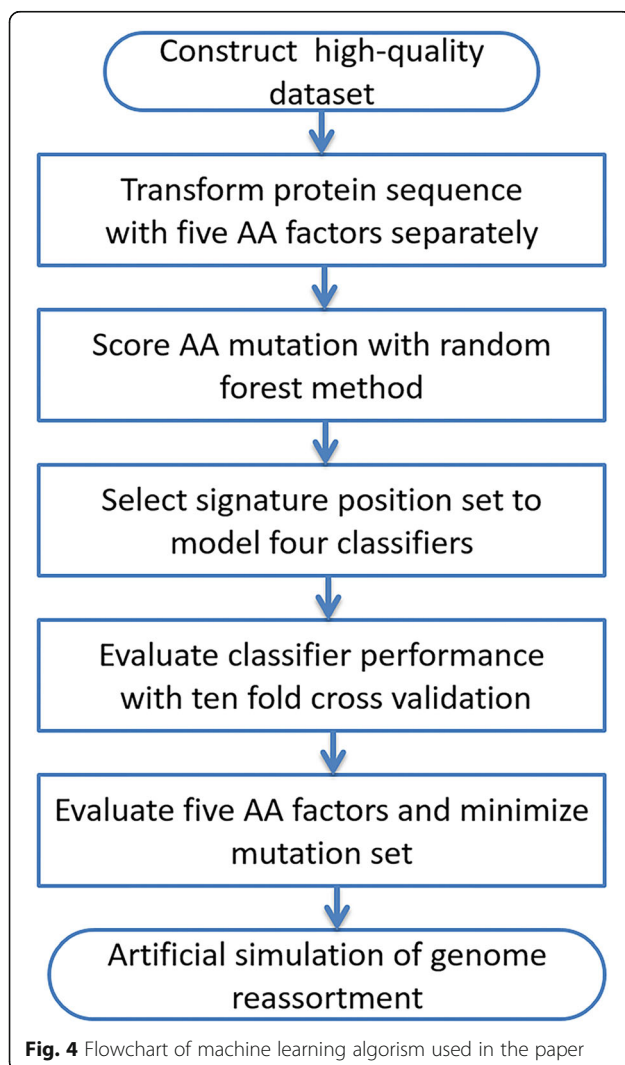 Construct high-quality
dataset
Transform protein sequence
with five AA factors separately
Score AA mutation with random
forest method
Select signature position set to
model four classifiers
Evaluate classifier performance
with ten fold cross validation
Evaluate five AA factors and minimize
mutation set
Artificial simulation of genome
reassortment
Fig. 4 Flowchart of machine learning algorism used in the paper